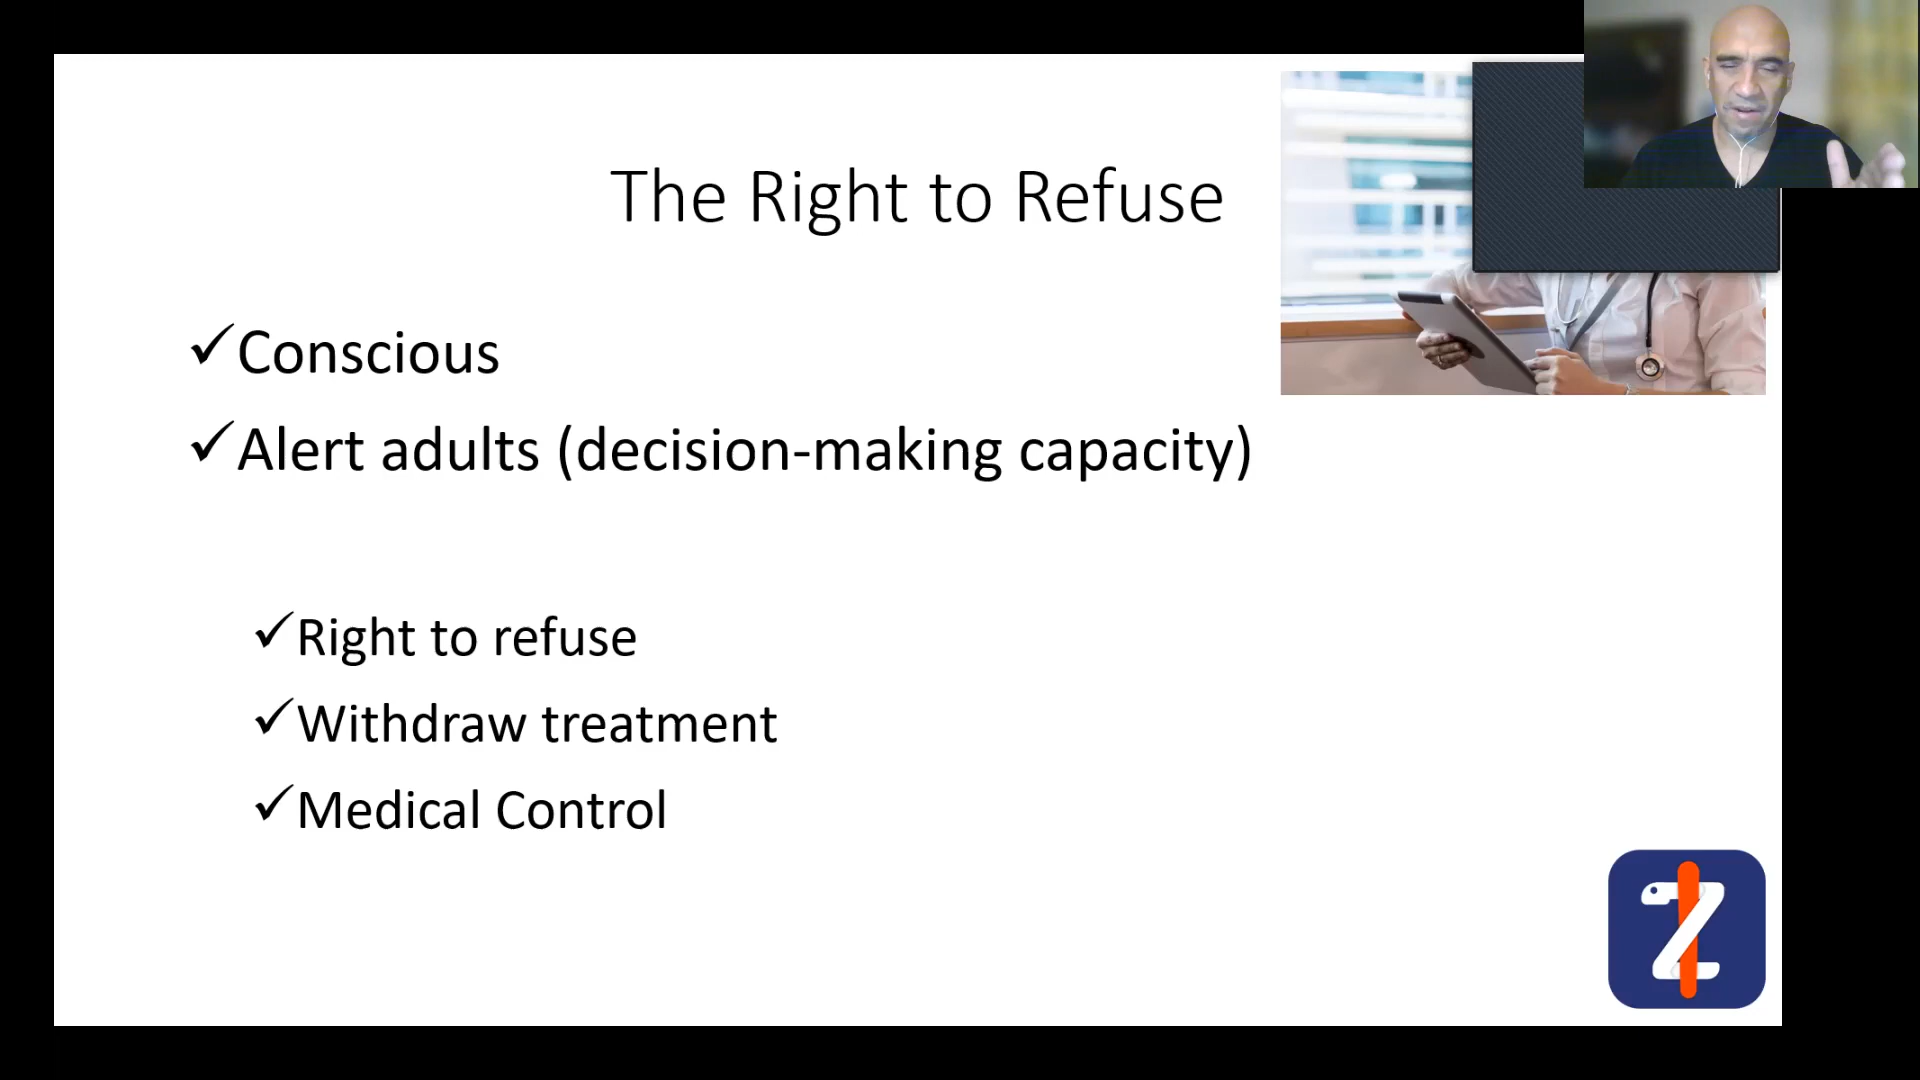 The Right to Refuse
✓Conscious
✓Alert adults (decision-making capacity)
✓Right to refuse
✓Withdraw treatment
✓Medical Control